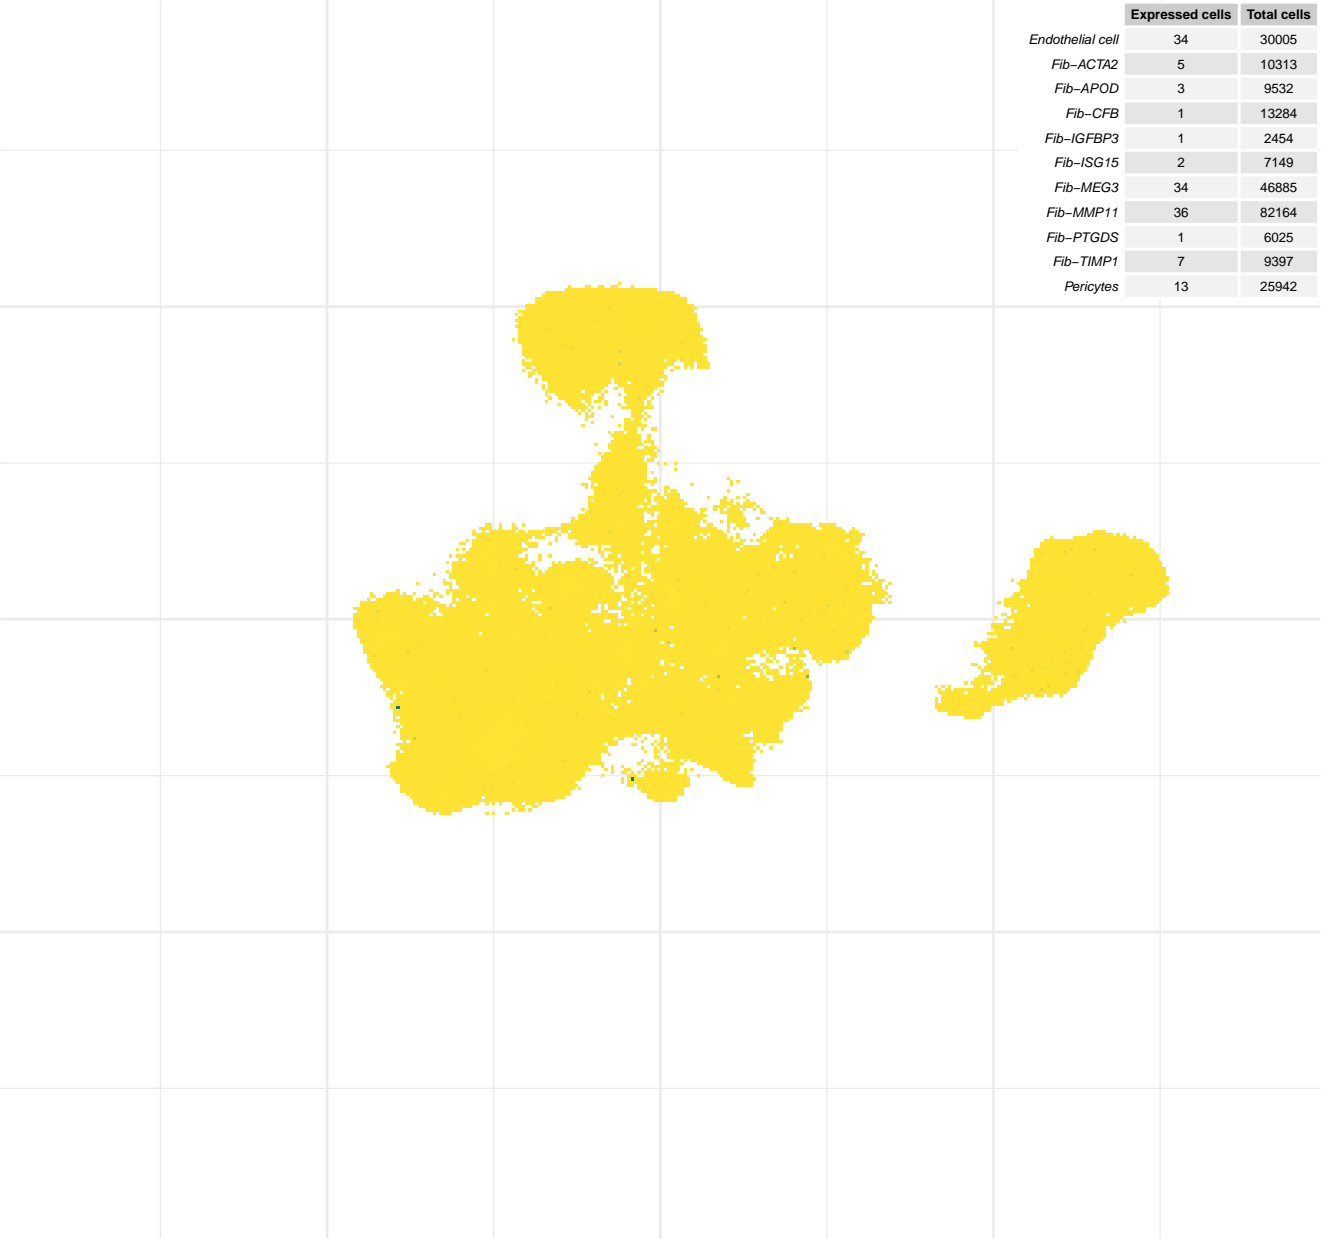 Expressed cells Total cells
Endothelial cell 34 30005
Fib−ACTA2 5 10313
Fib−APOD 3 9532
Fib−CFB 1 13284
Fib−IGFBP3 1 2454
Fib−ISG15 2 7149
Fib−MEG3 34 46885
Fib−MMP11 36 82164
Fib−PTGDS 1 6025
Fib−TIMP1 7 9397
Pericytes 13 25942